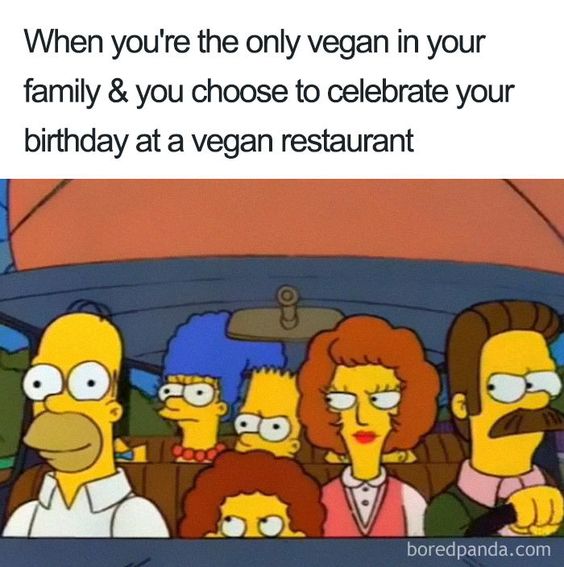 When you're the only vegan in your
family & you choose to celebrate your
birthday at a vegan restaurant
boredpanda.com